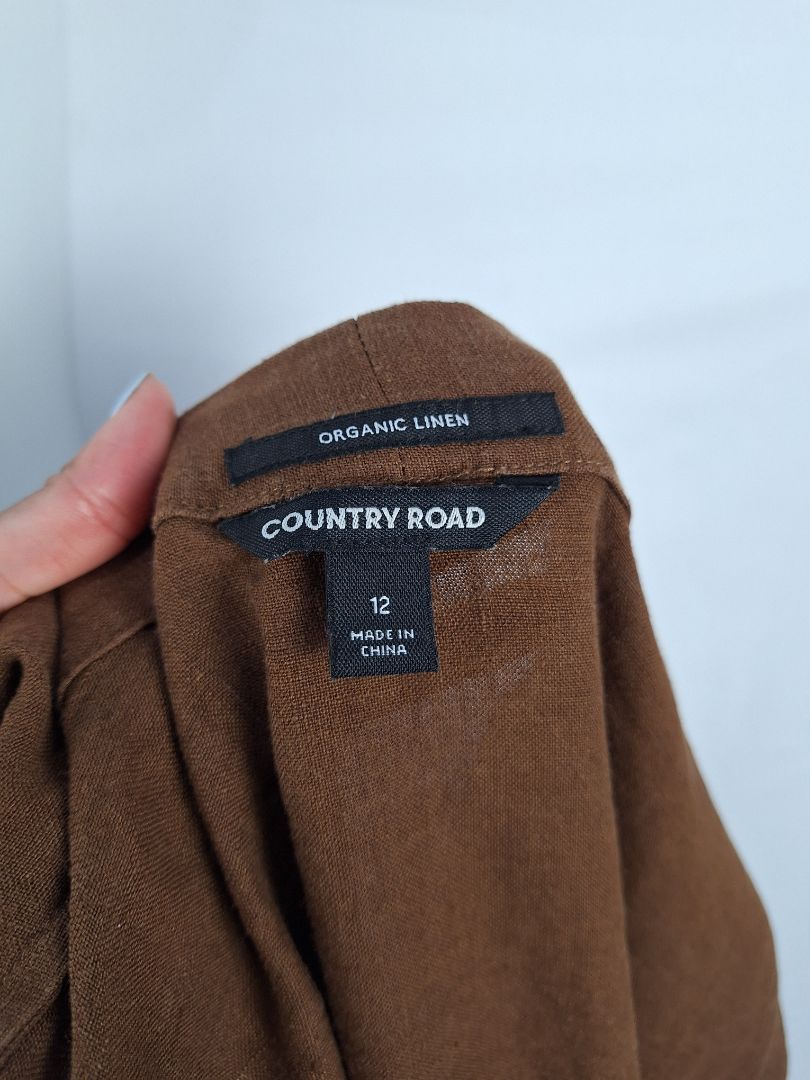 ORGANIC LINEN
COUNTRY ROAD
12
MADE IN
CHINA